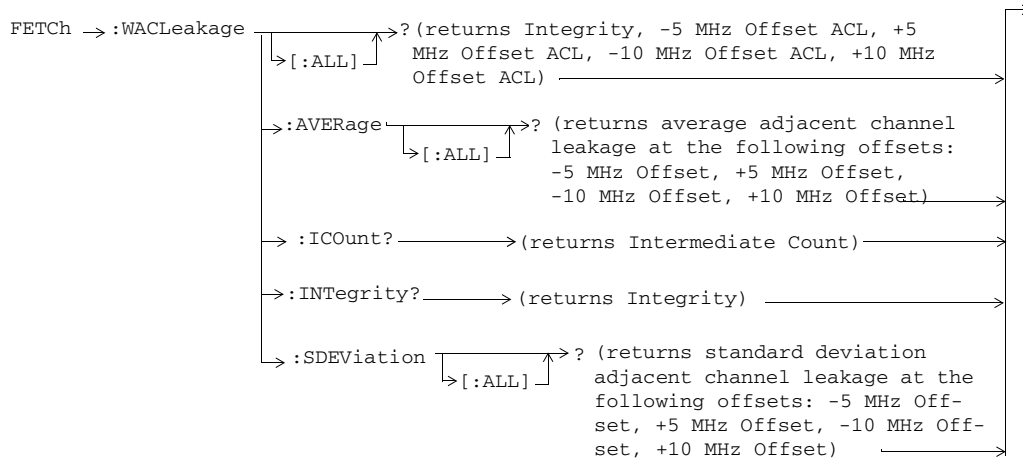 FETCh :WACLeakage ? (returns Integrity, -5 MHz Offset ACL, +5
[:ALL] MHz Offset ACL, -10 MHz Offset ACL, +10 MHz
Offset ACL)
:AVERage ? (returns average adjacent channel
[:ALL] leakage at the following offsets:
-5 MHz Offset, +5 MHz Offset,
-10 MHz Offset, +10 MHz Offset)
:ICOunt? (returns Intermediate Count)
:INTegrity? (returns Integrity)
:SDEViation ? (returns standard deviation
[:ALL] adjacent channel leakage at the
following offsets: -5 MHz Off-
set, +5 MHz Offset, -10 MHz Off-
set, +10 MHz Offset)